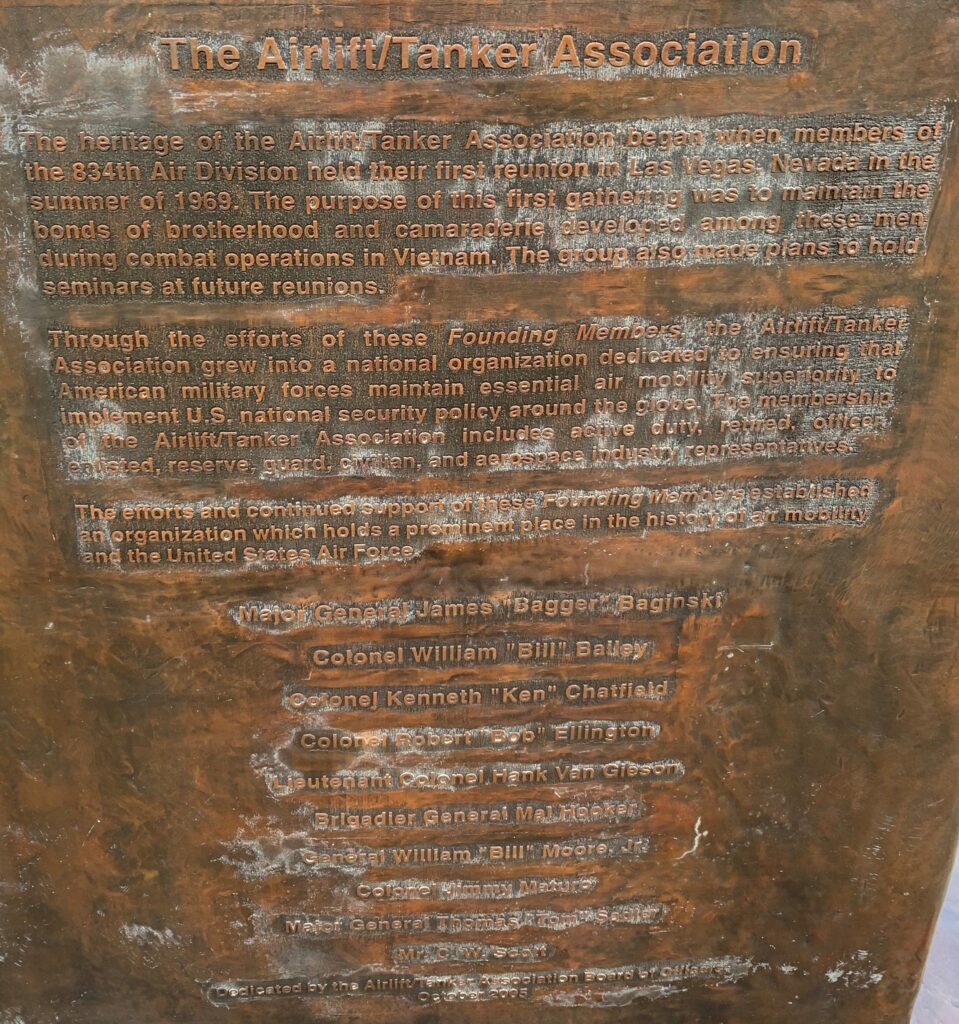 The Airlift/Tanker Association
The heritage of the Airlift/Tanker Association began when members of
the 834th Air Division held their first reunion in Las Vegas, Nevada in the
summer of 1969. The purpose of this first gathering was to maintain the
bonds of brotherhood and camaraderie developed among these men
during combat operations in Vietnam. The group also made plans to hold
seminars at future reunions.
Through the efforts of these Founding Members, the Airlift/Tanker
Association grew into a national organization dedicated to ensuring that
American military forces maintain essential air mobility superiority to
implement U.S. national security policy around the globe. The membership
of the Airlift/Tanker Association includes active duty, retired, officer,
enlisted, reserve, guard, civilian, and aerospace industry representatives.
The efforts and continued support of these Founding Members established
an organization which holds a prominent place in the history of air mobility
and the United States Air Force.
Major General James "Bagger" Baginski
Colonel William "Bill" Bailey
Colonel Kenneth "Ken" Chatfield
Colonel Robert "Bob" Ellington
Lieutenant Colonel Hank Van Gieson
Brigadier General Mal Hooker
General William "Bill" Moore, Jr.
Colonel Jimmy Maturo
Major General Thomas "Tom" Sadler
Mr. C. W. Scott
Dedicated by the Airlift/Tanker Association Board of Officers
October 2005